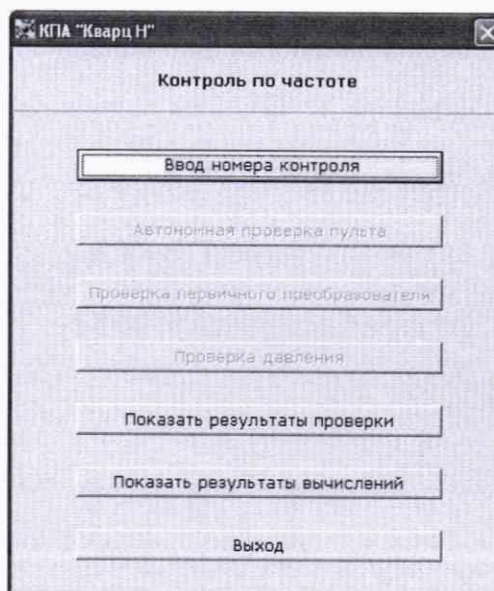 КПА "Кварц Н"
Контроль по частоте
Ввод номера контроля
Автономная проверка пульта
Проверка первичного преобразователя
Проверка давления
Показать результаты проверки
Показать результаты вычислений
Выход